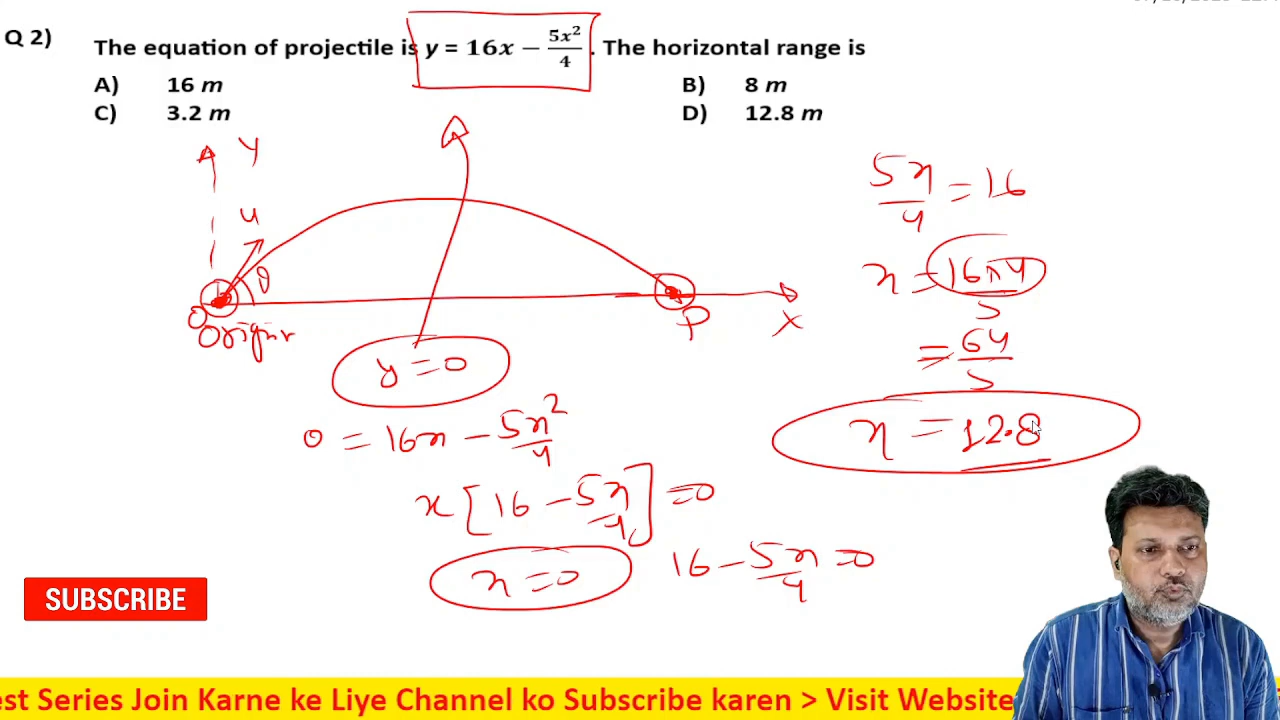 Q 2)
The equation of projectile is y = 16x − 5x²/4 . The horizontal range is
A) 16 m B) 8 m
C) 3.2 m D) 12.8 m
y
u
θ
O
Origin
P
X
y = 0
0 = 16x − 5x²/4
x [16 − 5x/4] = 0
x = 0
16 − 5x/4 = 0
5x/4 = 16
x = 16×4/5
= 64/5
x = 12.8
SUBSCRIBE
est Series Join Karne ke Liye Channel ko Subscribe karen > Visit Website